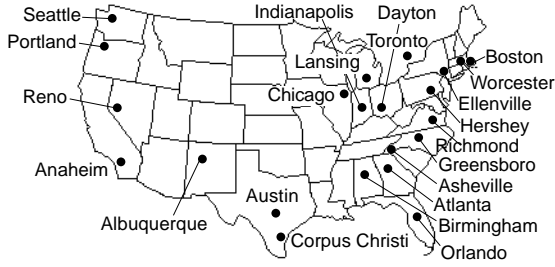 Seattle
Indianapolis
Dayton
Portland
Toronto
Lansing
Boston
Worcester
Chicago
Reno
Ellenville
Hershey
Richmond
Greensboro
Anaheim
Asheville
Austin
Atlanta
Albuquerque
Birmingham
Corpus Christi
Orlando